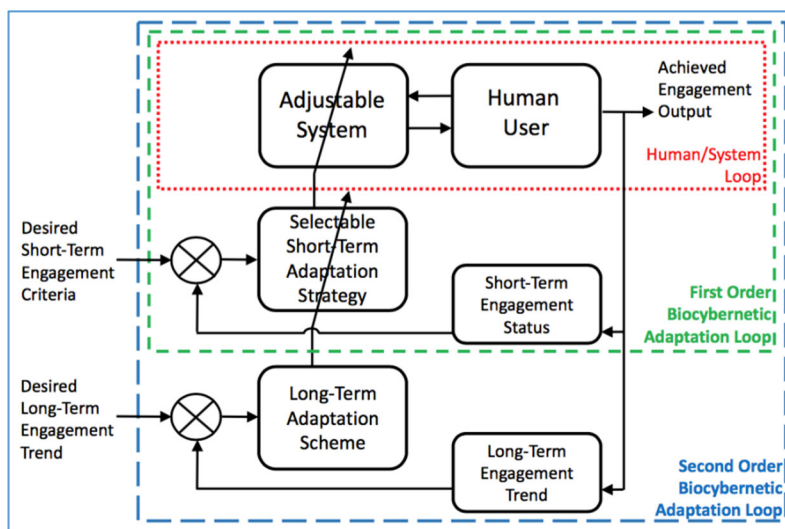 Adjustable
System
Human
User
Achieved
Engagement
Output
Human/System
Loop
Desired
Short-Term
Engagement
Criteria
Selectable
Short-Term
Adaptation
Strategy
Short-Term
Engagement
Status
First Order
Biocybernetic
Adaptation Loop
Desired
Long-Term
Engagement
Trend
Long-Term
Adaptation
Scheme
Long-Term
Engagement
Trend
Second Order
Biocybernetic
Adaptation Loop